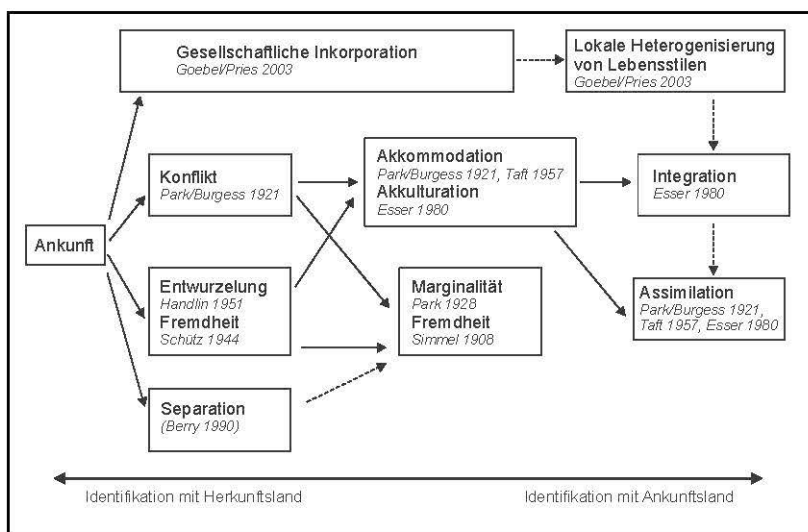 Gesellschaftliche Inkorporation
Goebel/Pries 2003
Lokale Heterogenisierung
von Lebensstilen
Goebel/Pries 2003
Konflikt
Park/Burgess 1921
Akkommodation
Park/Burgess 1921, Taft 1957
Akkulturation
Esser 1980
Integration
Esser 1980
Ankunft
Entwurzelung
Handlin 1951
Fremdheit
Schütz 1944
Marginalität
Park 1928
Fremdheit
Simmel 1908
Assimilation
Park/Burgess 1921,
Taft 1957, Esser 1980
Separation
(Berry 1990)
Identifikation mit Herkunftsland
Identifikation mit Ankunftsland